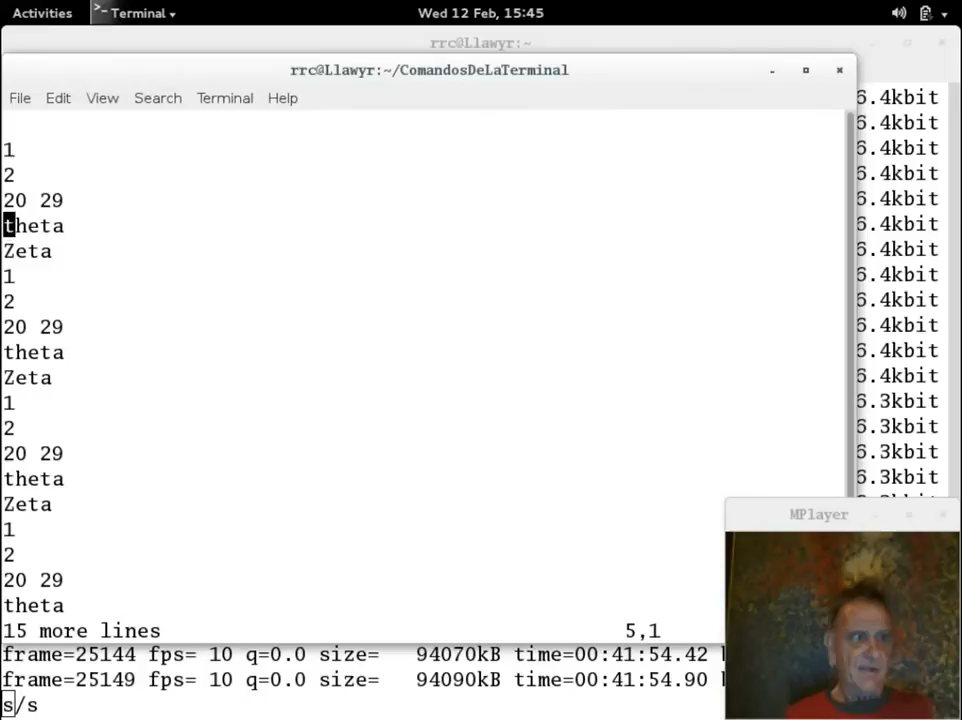 Activities
Terminal
Wed 12 Feb, 15:45
rrc@Llawyr:~
rrc@Llawyr:~/ComandosDeLaTerminal
File Edit View Search Terminal Help
1
2
20 29
theta
Zeta
1
2
20 29
theta
Zeta
1
2
20 29
theta
Zeta
1
2
20 29
theta
15 more lines 5,1
6.4kbit
6.4kbit
6.4kbit
6.4kbit
6.4kbit
6.4kbit
6.4kbit
6.4kbit
6.4kbit
6.4kbit
6.4kbit
6.4kbit
6.3kbit
6.3kbit
6.3kbit
6.3kbit
MPlayer
frame=25144 fps= 10 q=0.0 size= 94070kB time=00:41:54.42
frame=25149 fps= 10 q=0.0 size= 94090kB time=00:41:54.90
s/s